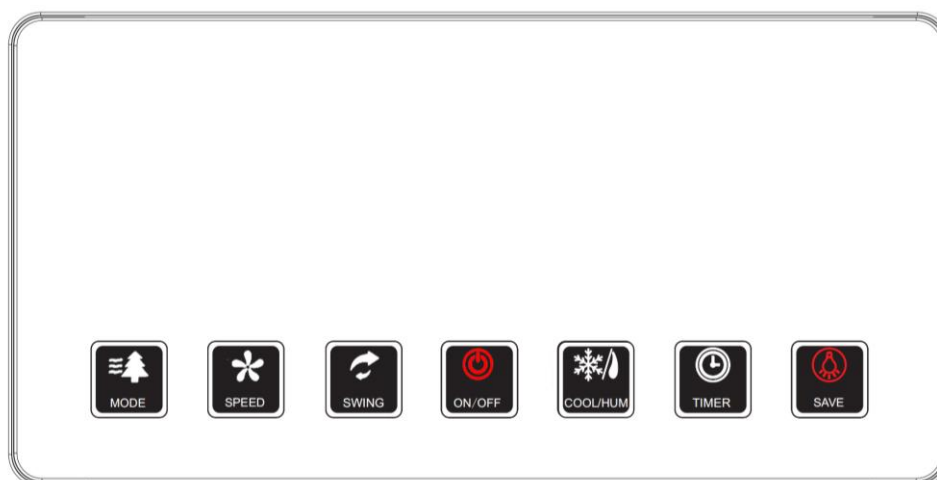 MODE
SPEED
SWING
ON/OFF
COOL/HUM
TIMER
SAVE